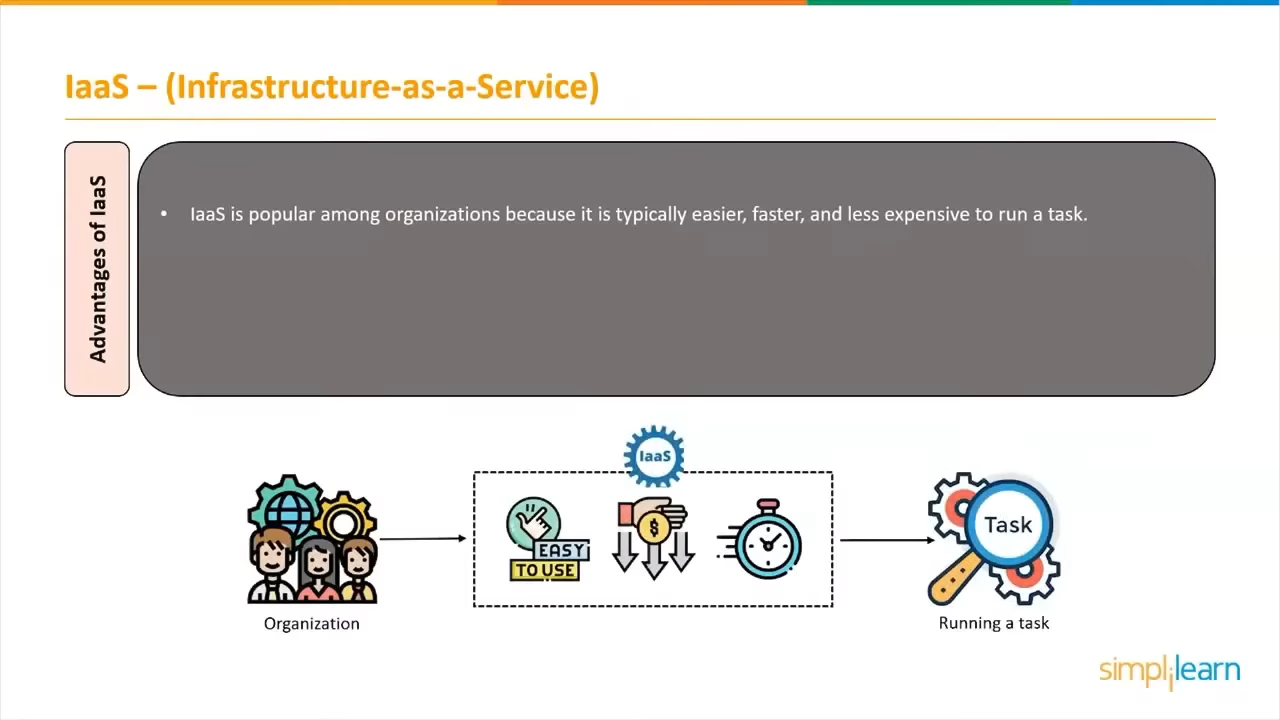 IaaS – (Infrastructure-as-a-Service)
Advantages of IaaS
• IaaS is popular among organizations because it is typically easier, faster, and less expensive to run a task.
IaaS
EASY
TO USE
$
Task
Organization
Running a task
simplilearn